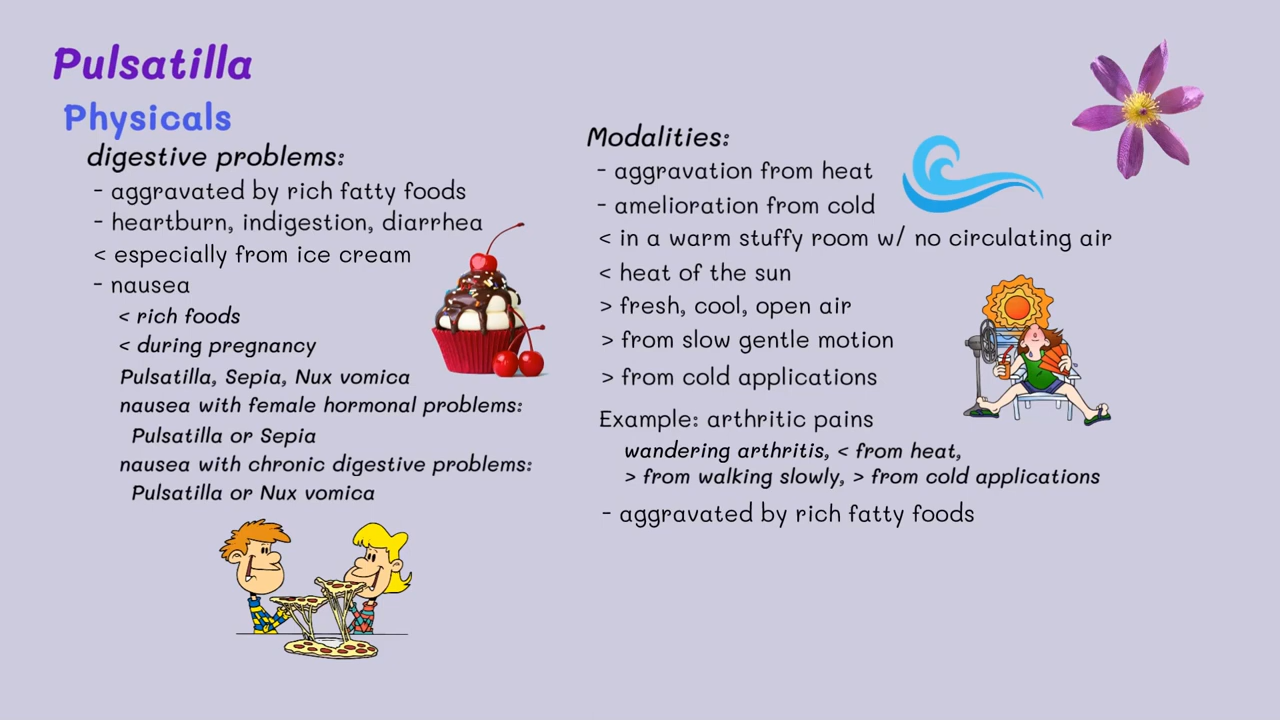 Pulsatilla
Physicals
digestive problems:
- aggravated by rich fatty foods
- heartburn, indigestion, diarrhea
< especially from ice cream
- nausea
< rich foods
< during pregnancy
Pulsatilla, Sepia, Nux vomica
nausea with female hormonal problems:
Pulsatilla or Sepia
nausea with chronic digestive problems:
Pulsatilla or Nux vomica
Modalities:
- aggravation from heat
- amelioration from cold
< in a warm stuffy room w/ no circulating air
< heat of the sun
> fresh, cool, open air
> from slow gentle motion
> from cold applications
Example: arthritic pains
wandering arthritis, < from heat,
> from walking slowly, > from cold applications
- aggravated by rich fatty foods